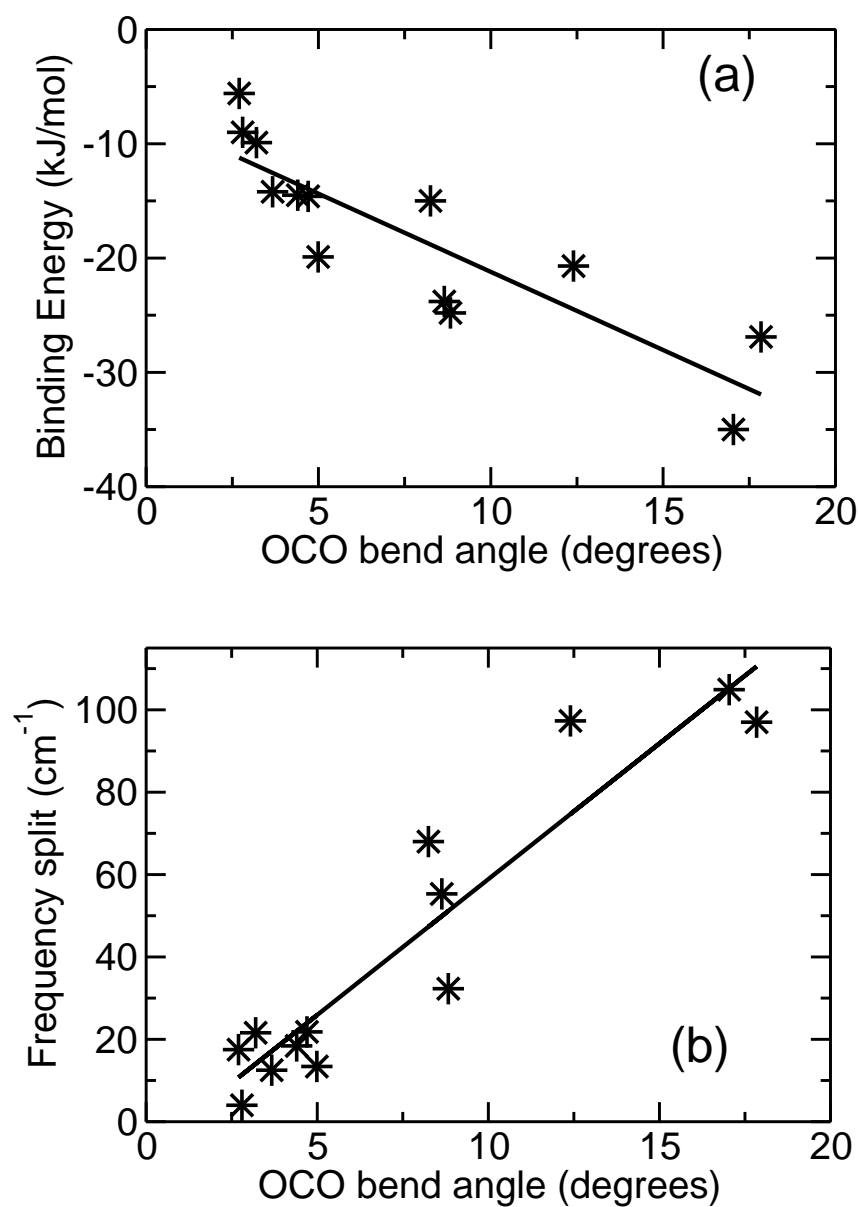 0
(a)
-10
-20
-30
-40
Binding Energy (kJ/mol)
0 5 10 15 20
OCO bend angle (degrees)
100
80
60
40
20
0
Frequency split (cm-1)
(b)
0 5 10 15 20
OCO bend angle (degrees)